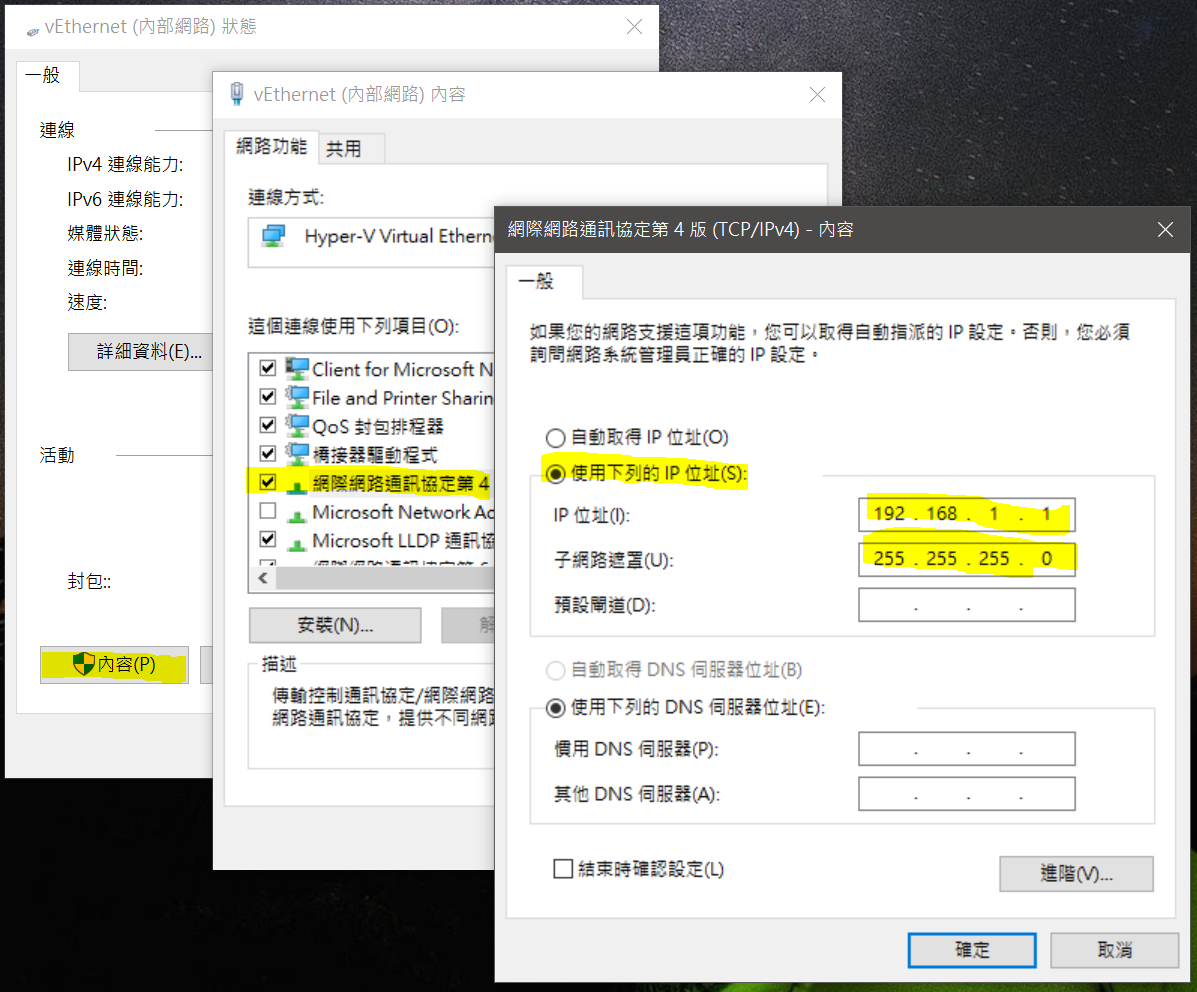 vEthernet (內部網路) 狀態
一般
連線
IPv4 連線能力:
IPv6 連線能力:
媒體狀態:
連線時間:
速度:
詳細資料(E)...
活動
封包::
內容(P)
vEthernet (內部網路) 內容
網路功能
共用
連線方式:
Hyper-V Virtual Ethern
這個連線使用下列項目(O):
Client for Microsoft N
File and Printer Sharin
QoS 封包排程器
橋接器驅動程式
網際網路通訊協定第 4
Microsoft Network Ad
Microsoft LLDP 通訊協
安裝(N)...
解
描述
傳輸控制通訊協定/網際網路
網路通訊協定，提供不同網路
網際網路通訊協定第 4 版 (TCP/IPv4) - 內容
一般
如果您的網路支援這項功能，您可以取得自動指派的 IP 設定。否則，您必須
詢問網路系統管理員正確的 IP 設定。
自動取得 IP 位址(O)
使用下列的 IP 位址(S):
IP 位址(I):
192 . 168 . 1 . 1
子網路遮罩(U):
255 . 255 . 255 . 0
預設閘道(D):
. . .
自動取得 DNS 伺服器位址(B)
使用下列的 DNS 伺服器位址(E):
慣用 DNS 伺服器(P):
. . .
其他 DNS 伺服器(A):
. . .
結束時確認設定(L)
進階(V)...
確定
取消